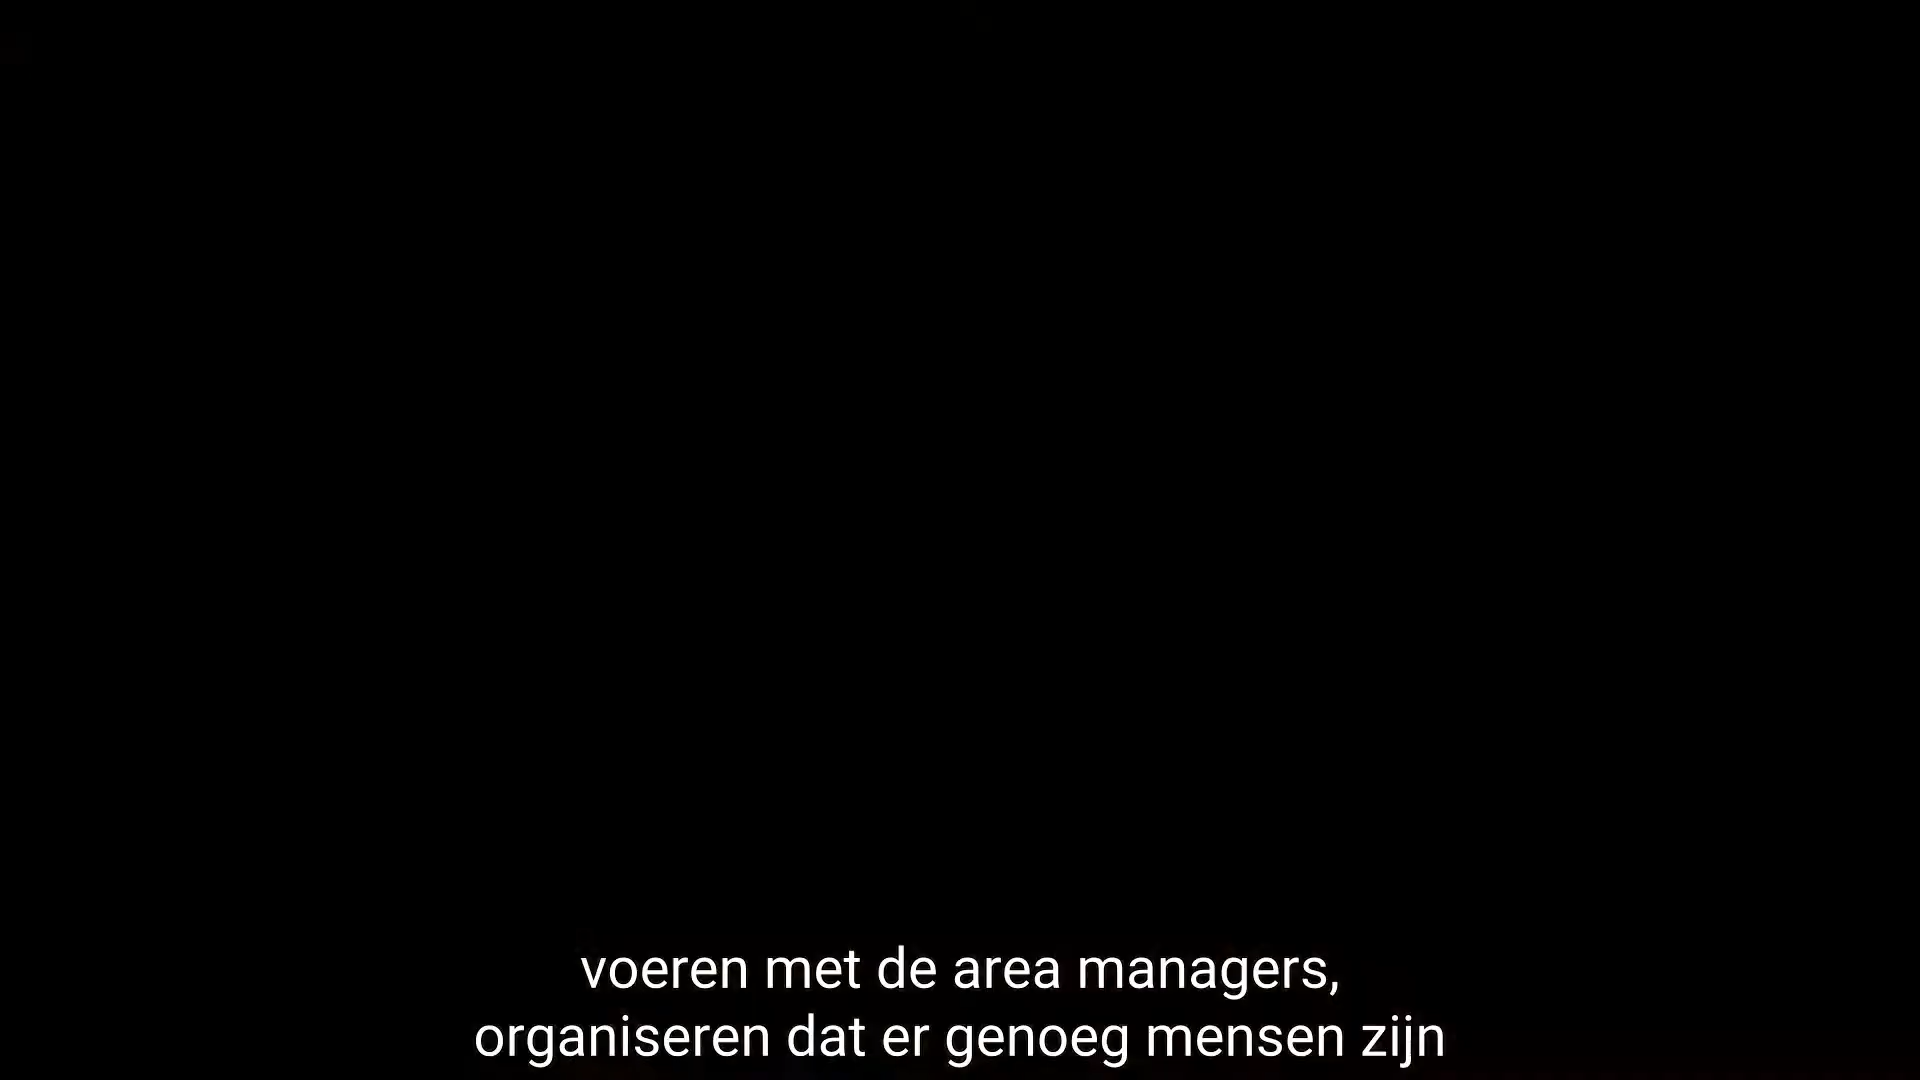 voeren met de area managers,
organiseren dat er genoeg mensen zijn